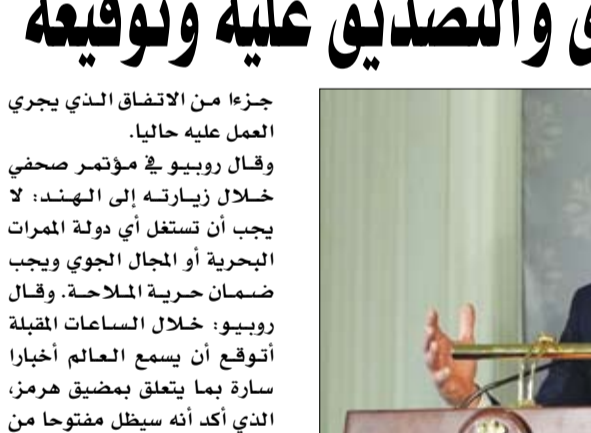 والتصديق عليه وتوقيعه
جزءا من الاتفاق الذي يجري
العمل عليه حاليا.
وقال روبيو في مؤتمر صحفي
خلال زيارته إلى الهند: لا
يجب أن تستغل أي دولة الممرات
البحرية أو المجال الجوي ويجب
ضمان حرية الملاحة. وقال
روبيو: خلال الساعات المقبلة
أتوقع أن يسمع العالم أخبارا
سارة بما يتعلق بمضيق هرمز،
الذي أكد أنه سيظل مفتوحا من